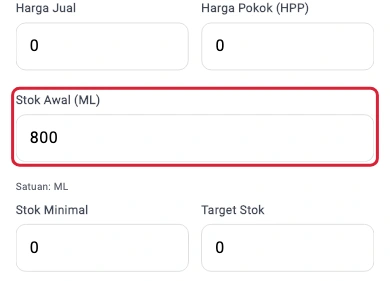 Harga Jual
Harga Pokok (HPP)
0
0
Stok Awal (ML)
800
Satuan: ML
Stok Minimal
Target Stok
0
0